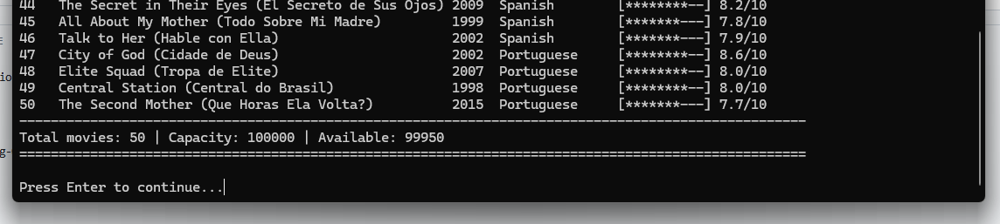 44   The Secret in Their Eyes (El Secreto de Sus Ojos) 2009  Spanish        [********--] 8.2/10
45   All About My Mother (Todo Sobre Mi Madre)         1999  Spanish        [*******---] 7.8/10
46   Talk to Her (Hable con Ella)                      2002  Spanish        [*******---] 7.9/10
47   City of God (Cidade de Deus)                      2002  Portuguese     [********--] 8.6/10
48   Elite Squad (Tropa de Elite)                      2007  Portuguese     [********--] 8.0/10
49   Central Station (Central do Brasil)               1998  Portuguese     [********--] 8.0/10
50   The Second Mother (Que Horas Ela Volta?)          2015  Portuguese     [*******---] 7.7/10
----------------------------------------------------------------------------------------------------
Total movies: 50 | Capacity: 100000 | Available: 99950
====================================================================================================
Press Enter to continue...